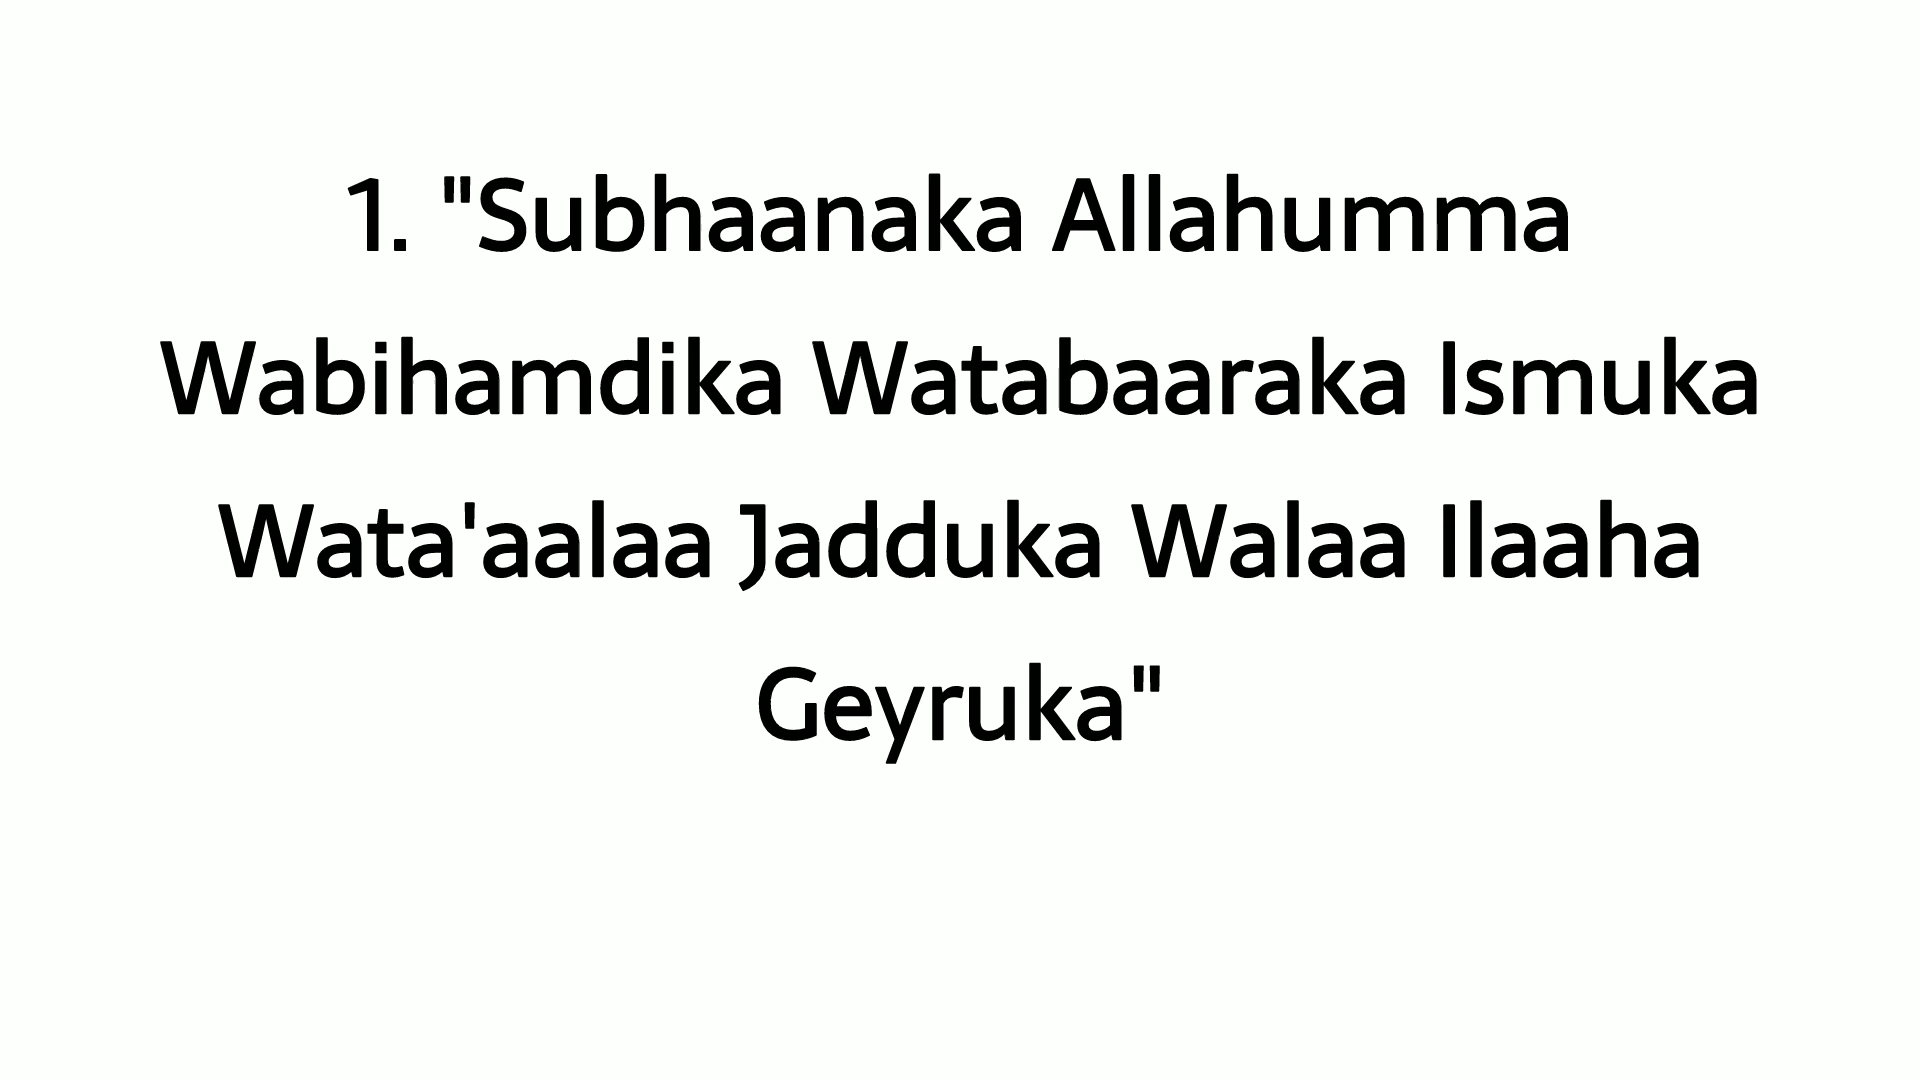 1. "Subhaanaka Allahumma
Wabihamdika Watabaaraka Ismuka
Wata'aalaa Jadduka Walaa Ilaaha
Geyruka"